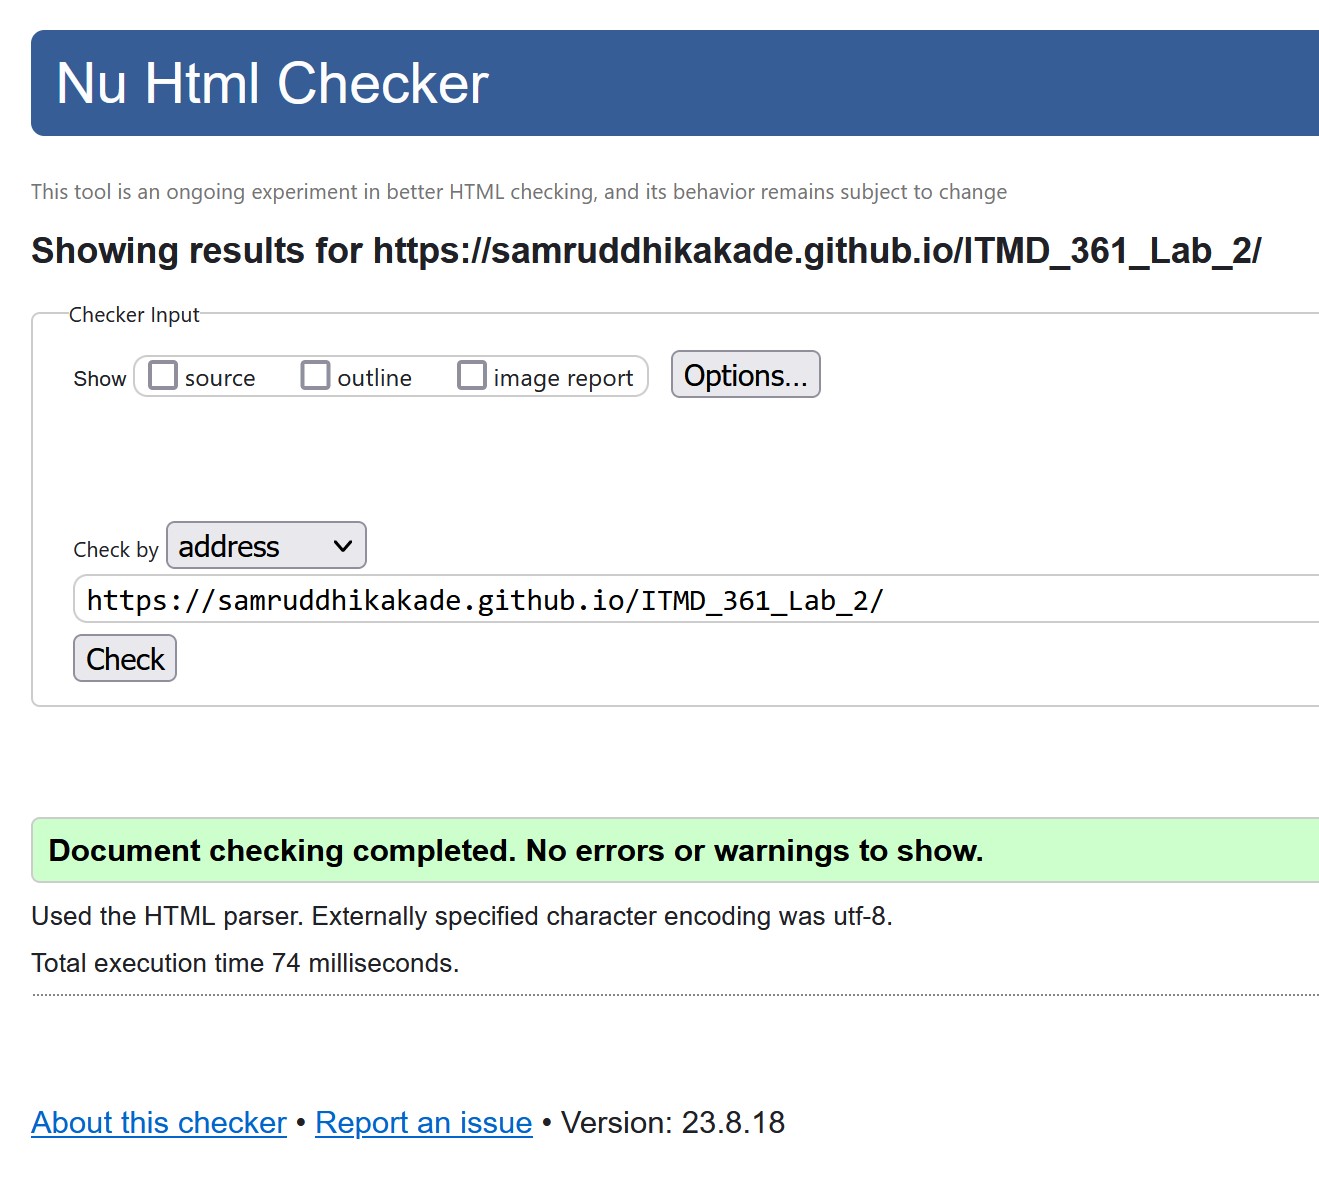 Nu Html Checker
This tool is an ongoing experiment in better HTML checking, and its behavior remains subject to change
Showing results for https://samruddhikakade.github.io/ITMD_361_Lab_2/
Checker Input
Show source outline image report Options...
Check by address
https://samruddhikakade.github.io/ITMD_361_Lab_2/
Check
Document checking completed. No errors or warnings to show.
Used the HTML parser. Externally specified character encoding was utf-8.
Total execution time 74 milliseconds.
About this checker • Report an issue • Version: 23.8.18